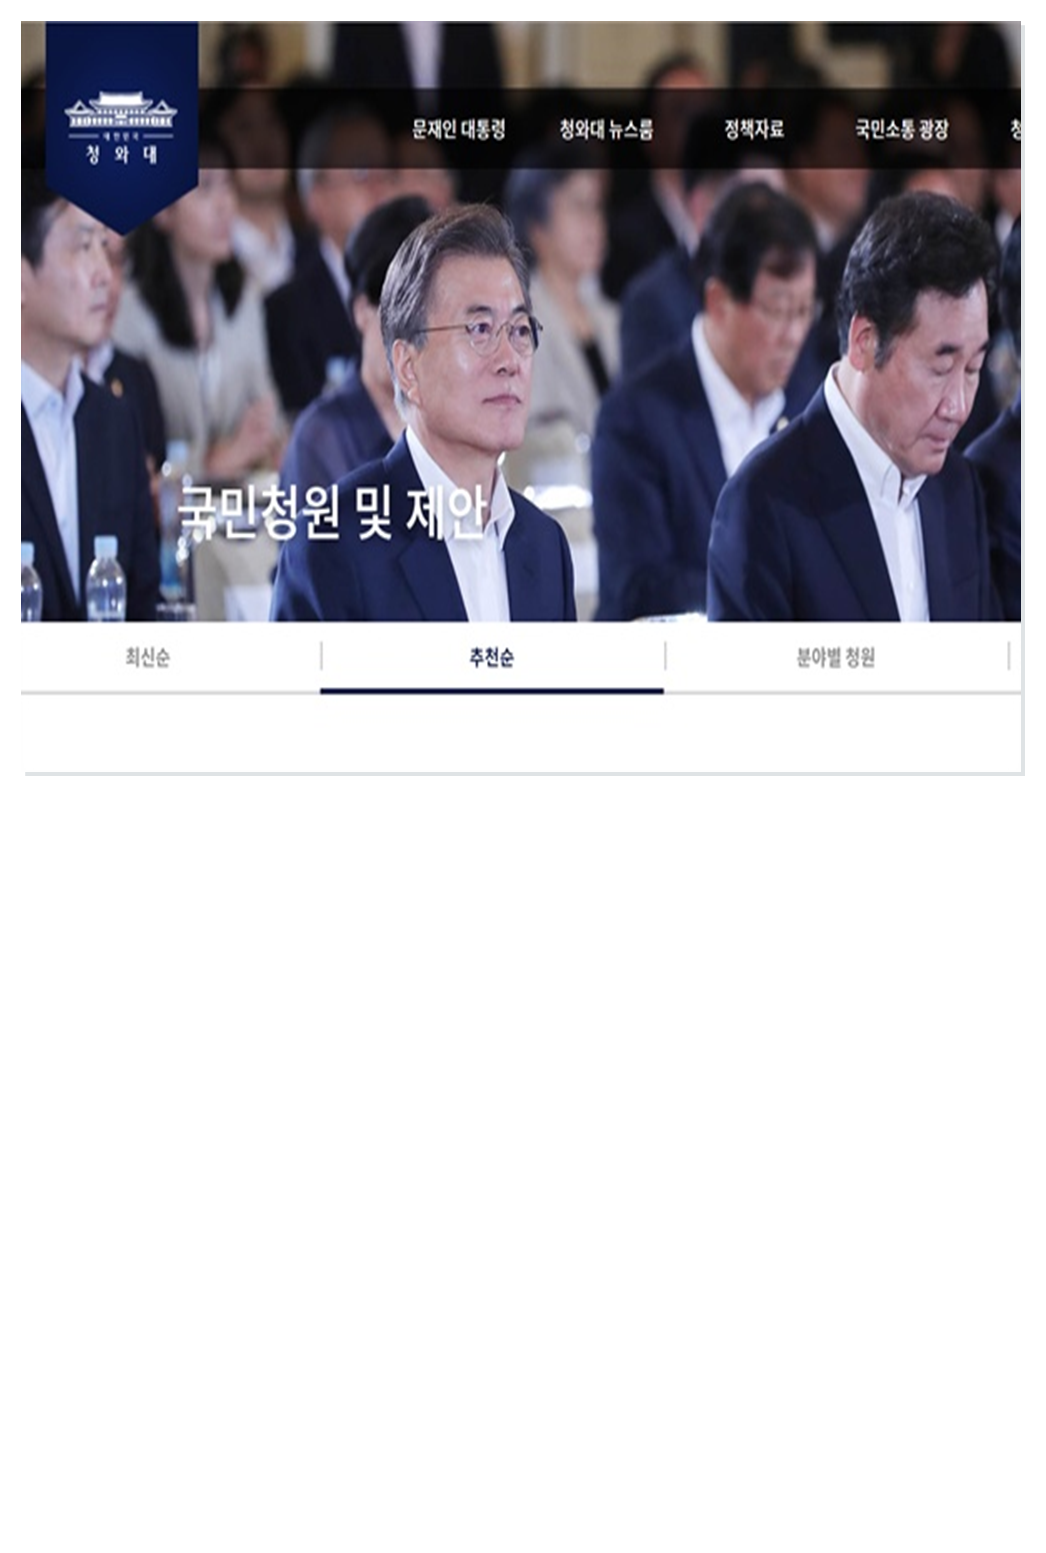 대한민국
청와대
문재인 대통령 청와대 뉴스룸 정책자료 국민소통 광장 청
국민청원 및 제안
최신순 추천순 분야별 청원